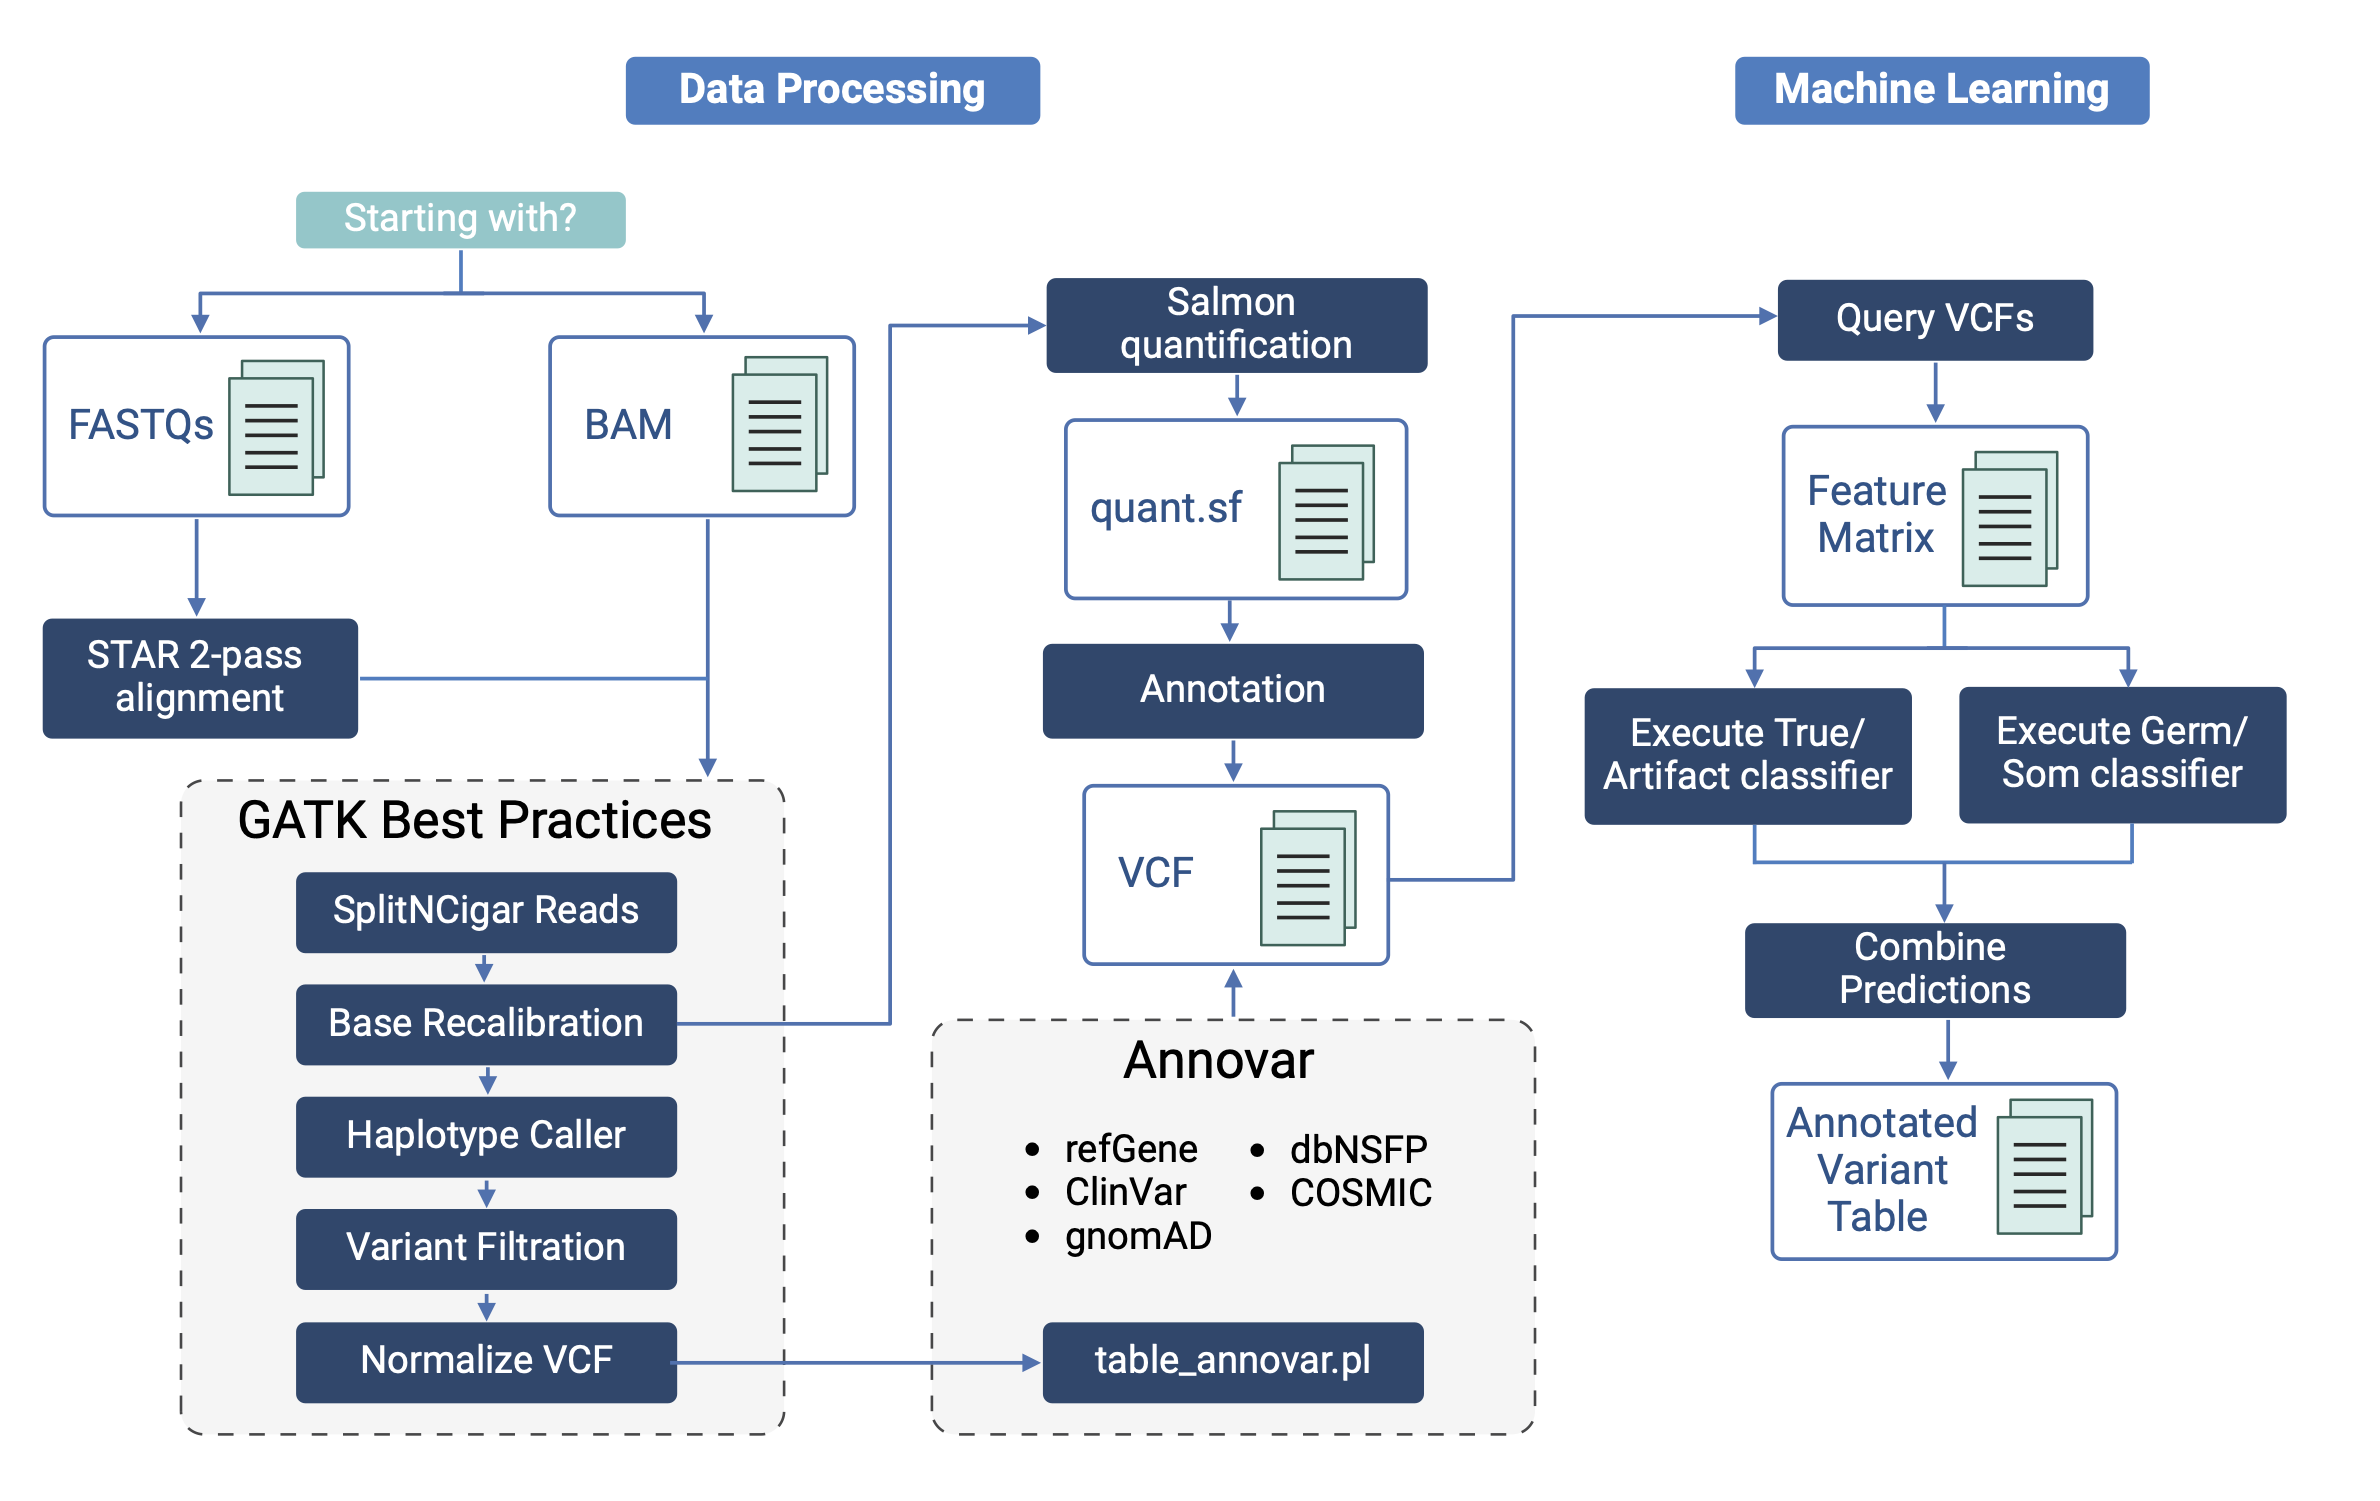 Data Processing
Machine Learning
Starting with?
FASTQs
BAM
STAR 2-pass
alignment
GATK Best Practices
SplitNCigar Reads
Base Recalibration
Haplotype Caller
Variant Filtration
Normalize VCF
Salmon
quantification
quant.sf
Annotation
VCF
Annovar
• refGene
• ClinVar
• gnomAD
• dbNSFP
• COSMIC
table_annovar.pl
Query VCFs
Feature
Matrix
Execute True/
Artifact classifier
Execute Germ/
Som classifier
Combine
Predictions
Annotated
Variant
Table